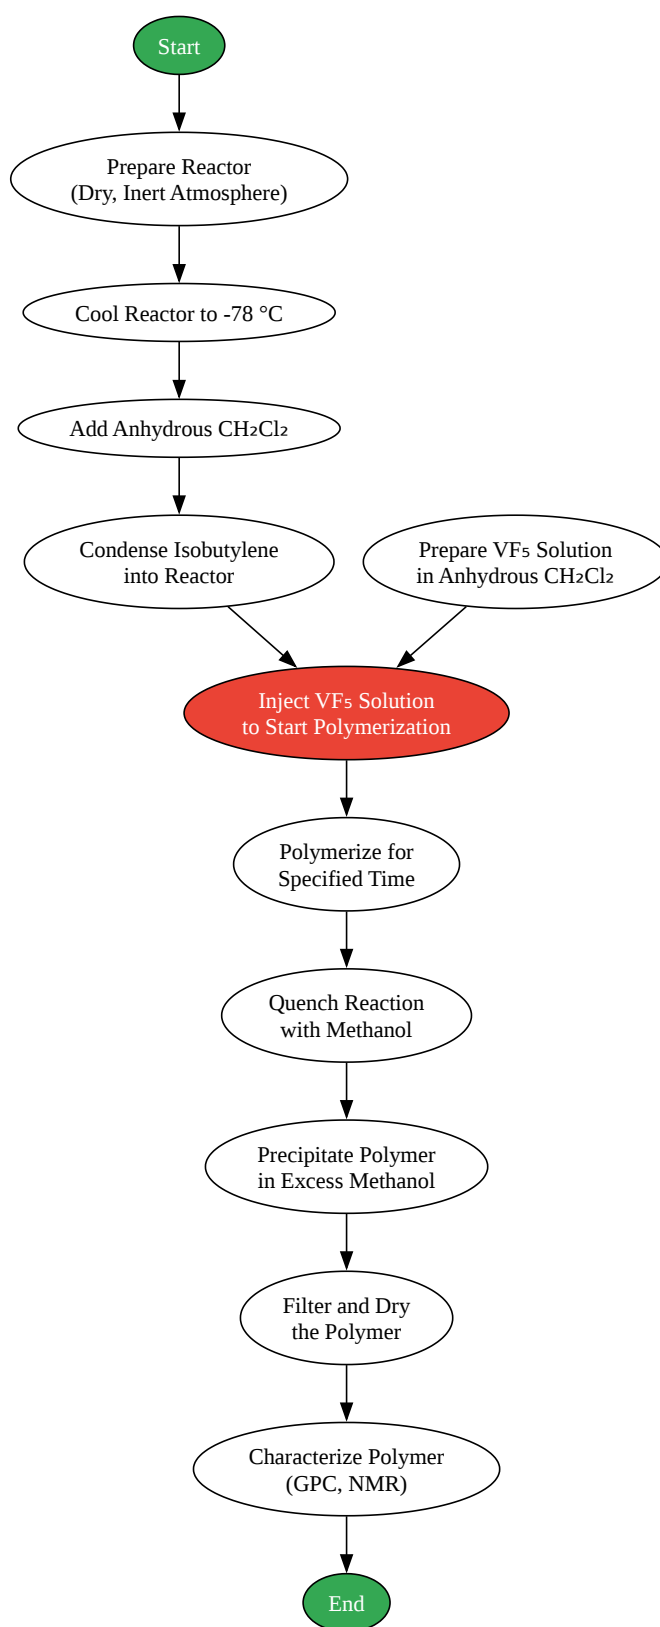 Start
Prepare Reactor
(Dry, Inert Atmosphere)
Cool Reactor to -78 °C
Add Anhydrous CH₂Cl₂
Condense Isobutylene
into Reactor
Prepare VF₅ Solution
in Anhydrous CH₂Cl₂
Inject VF₅ Solution
to Start Polymerization
Polymerize for
Specified Time
Quench Reaction
with Methanol
Precipitate Polymer
in Excess Methanol
Filter and Dry
the Polymer
Characterize Polymer
(GPC, NMR)
End